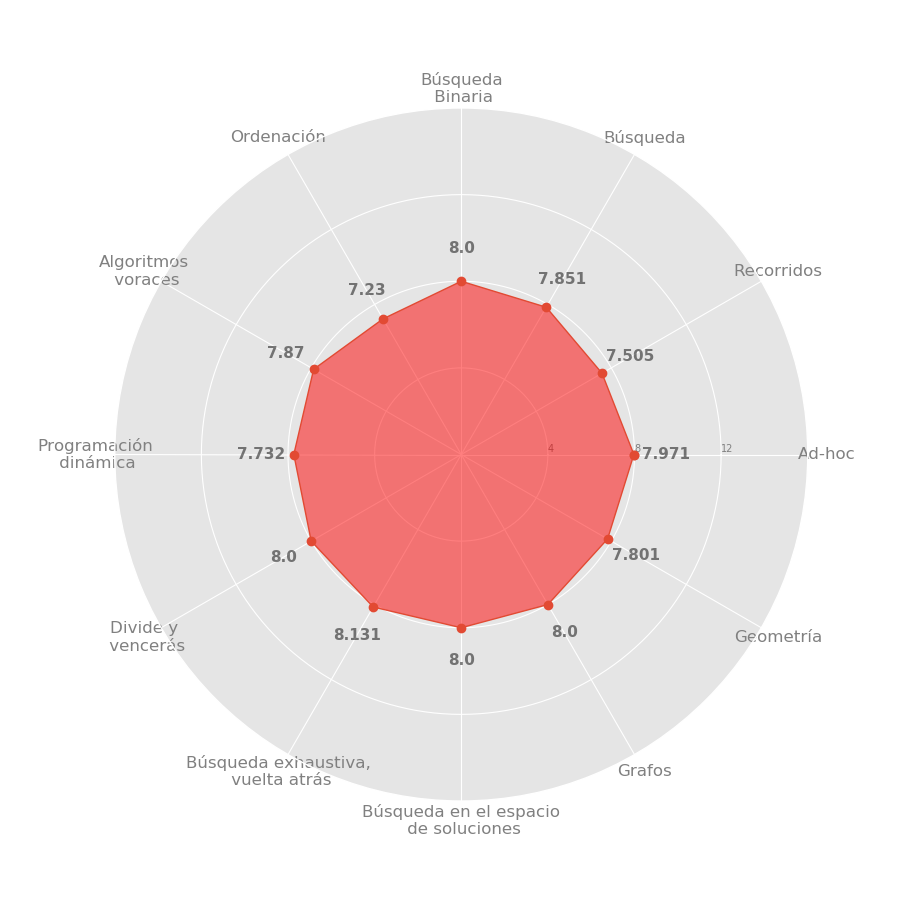 Búsqueda
Binaria
Ordenación
Búsqueda
8.0
Algoritmos
voraces
Recorridos
7.23
7.851
7.87
7.505
Programación
dinámica
7.732
4
8
12
7.971
Ad-hoc
8.0
7.801
Divide y
vencerás
8.131
8.0
8.0
Geometría
Búsqueda exhaustiva,
vuelta atrás
Grafos
Búsqueda en el espacio
de soluciones